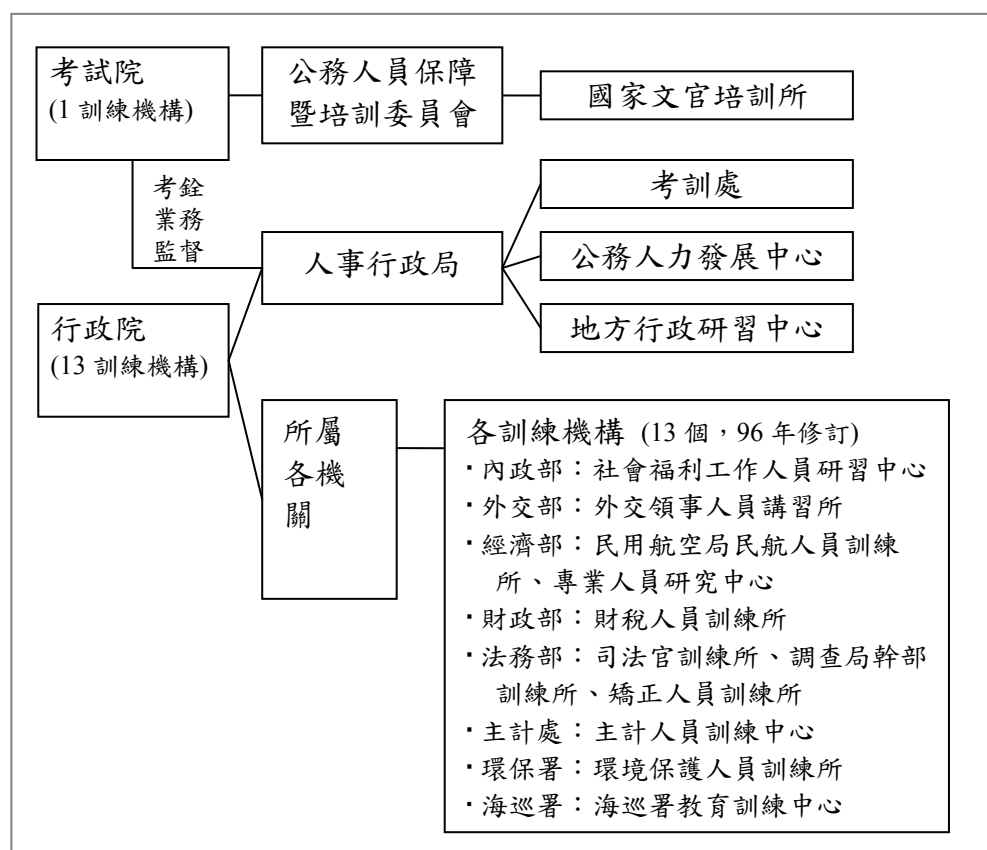 考試院
(1 訓練機構)
公務人員保障
暨培訓委員會
國家文官培訓所
考銓
業務
監督
人事行政局
考訓處
公務人力發展中心
地方行政研習中心
行政院
(13 訓練機構)
所屬
各機
關
各訓練機構 (13 個，96 年修訂)
·內政部：社會福利工作人員研習中心
·外交部：外交領事人員講習所
·經濟部：民用航空局民航人員訓練
所、專業人員研究中心
·財政部：財稅人員訓練所
·法務部：司法官訓練所、調查局幹部
訓練所、矯正人員訓練所
·主計處：主計人員訓練中心
·環保署：環境保護人員訓練所
·海巡署：海巡署教育訓練中心